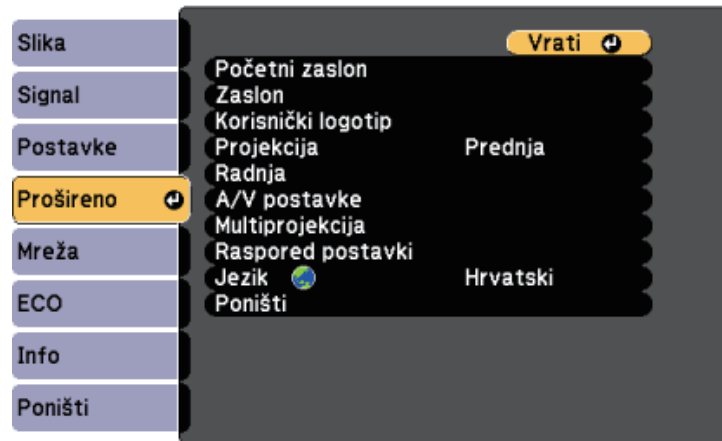 Slika
Signal
Postavke
Prošireno
Mreža
ECO
Info
Poništi
Vrati
Početni zaslon
Zaslon
Korisnički logotip
Projekcija Prednja
Radnja
A/V postavke
Multiprojekcija
Raspored postavki
Jezik Hrvatski
Poništi